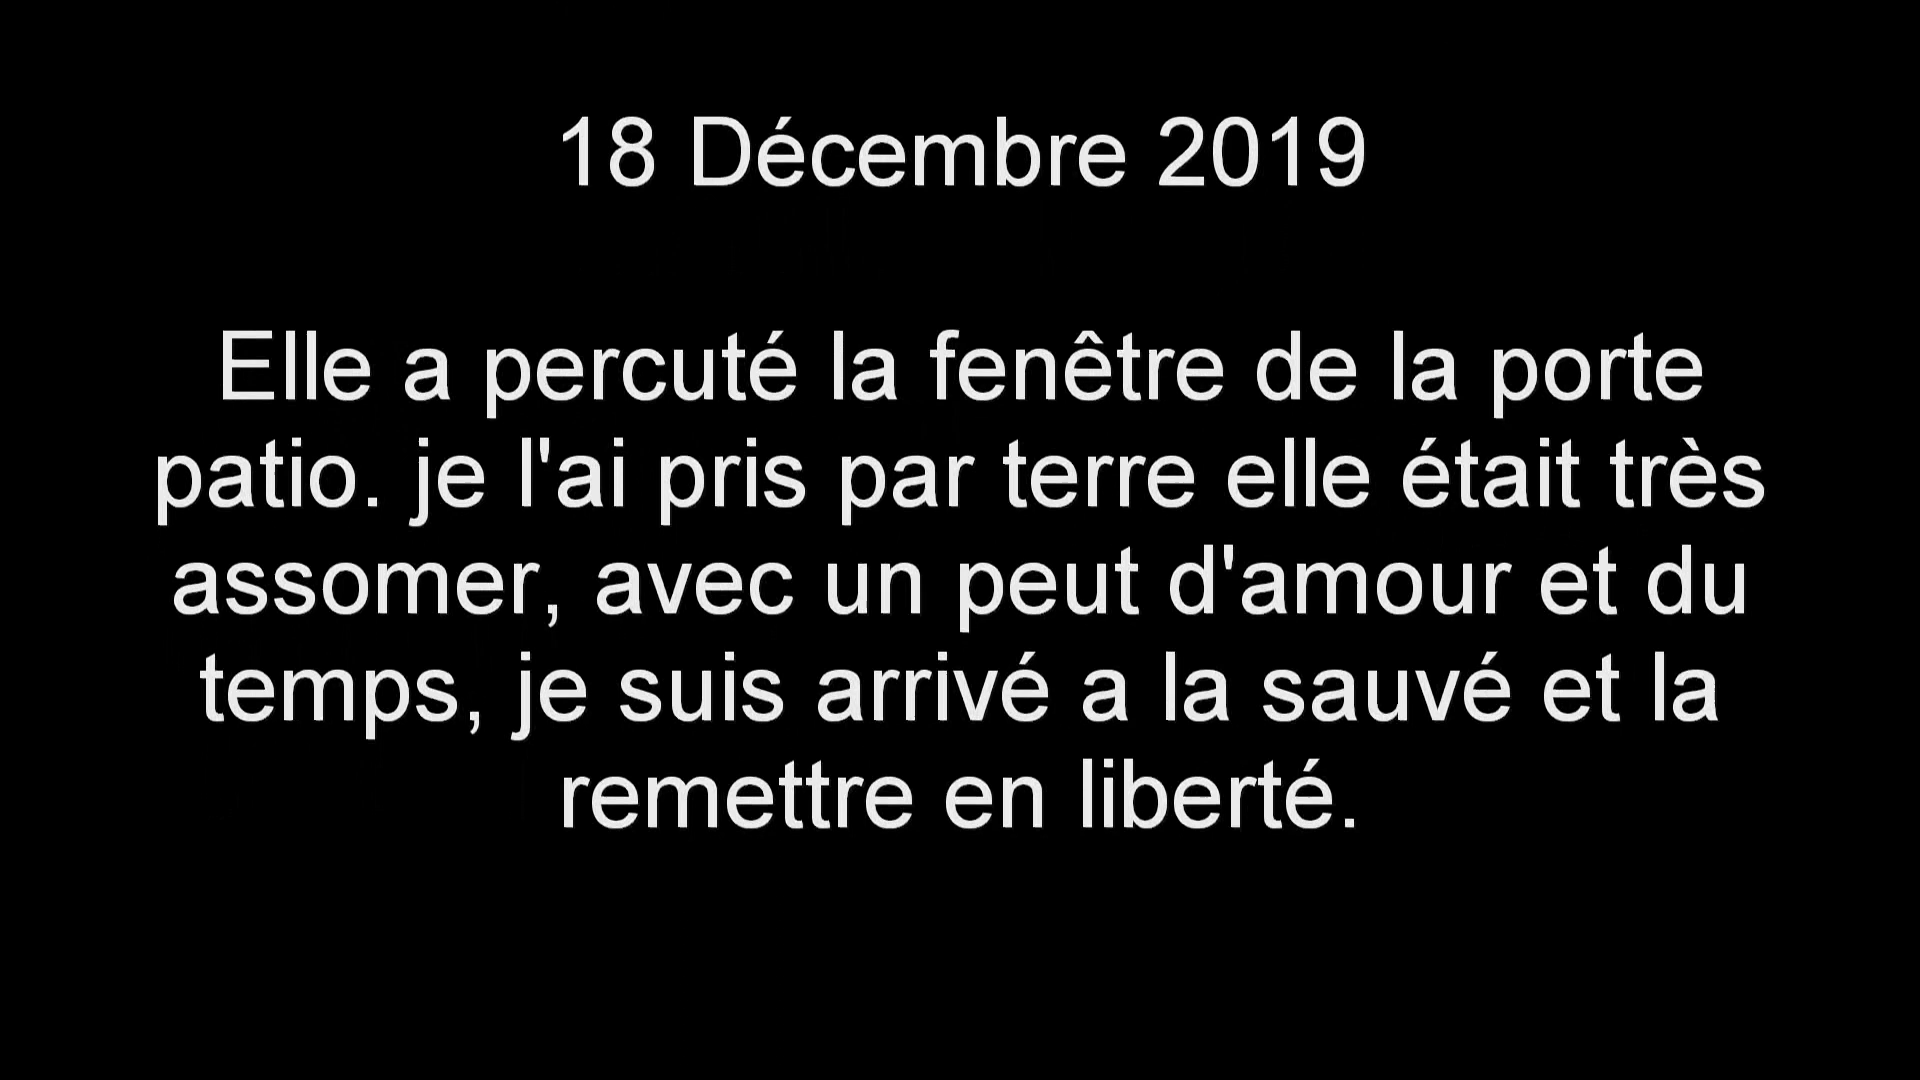 18 Décembre 2019
Elle a percuté la fenêtre de la porte
patio. je l'ai pris par terre elle était très
assomer, avec un peut d'amour et du
temps, je suis arrivé a la sauvé et la
remettre en liberté.